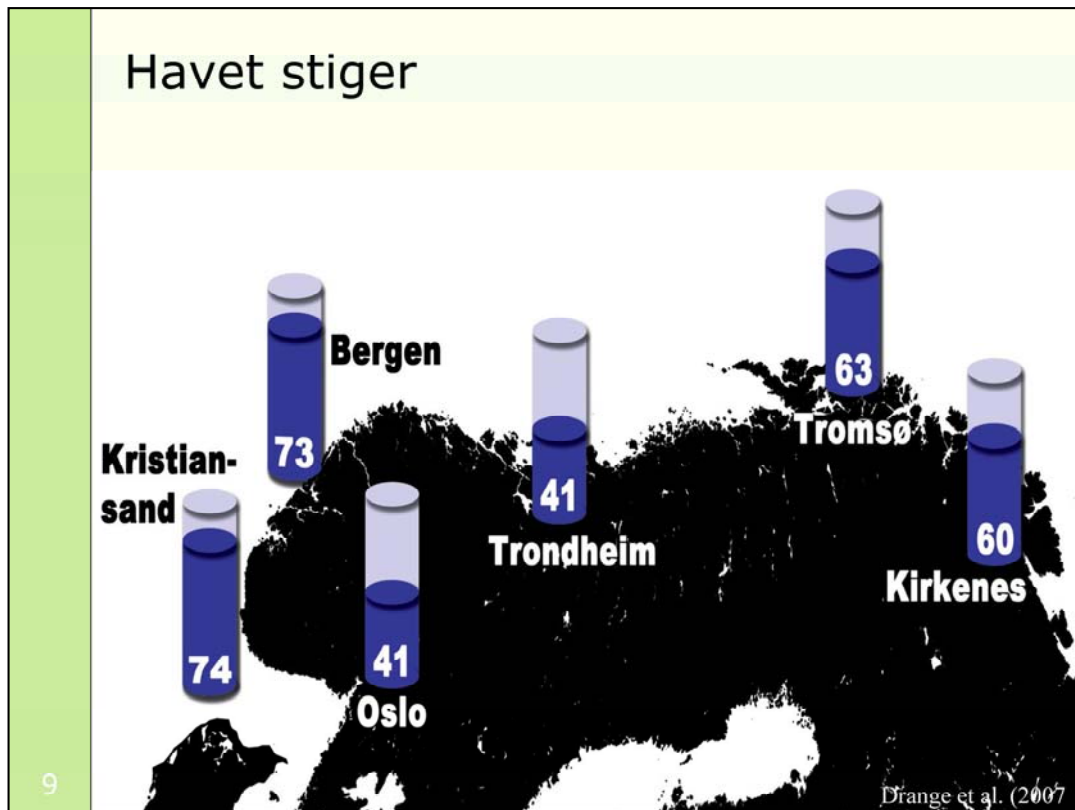 Havet stiger
Bergen
73
Kristian-
sand
74
41
Oslo
41
Trondheim
63
Tromsø
60
Kirkenes
9
Drange et al. (2007